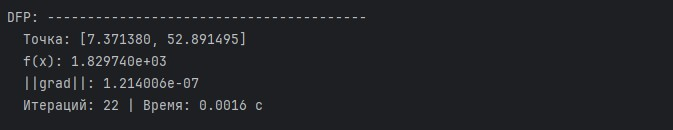 DFP: ---------------------------------------
Точка: [7.371380, 52.891495]
f(x): 1.829740e+03
||grad||: 1.214006e-07
Итераций: 22 | Время: 0.0016 с